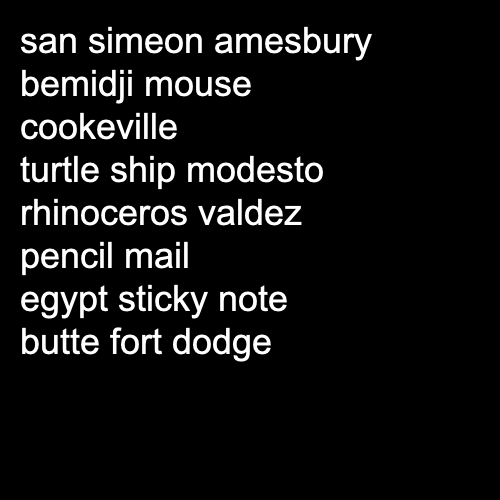 san simeon amesbury
bemidji mouse
cookeville
turtle ship modesto
rhinoceros valdez
pencil mail
egypt sticky note
butte fort dodge